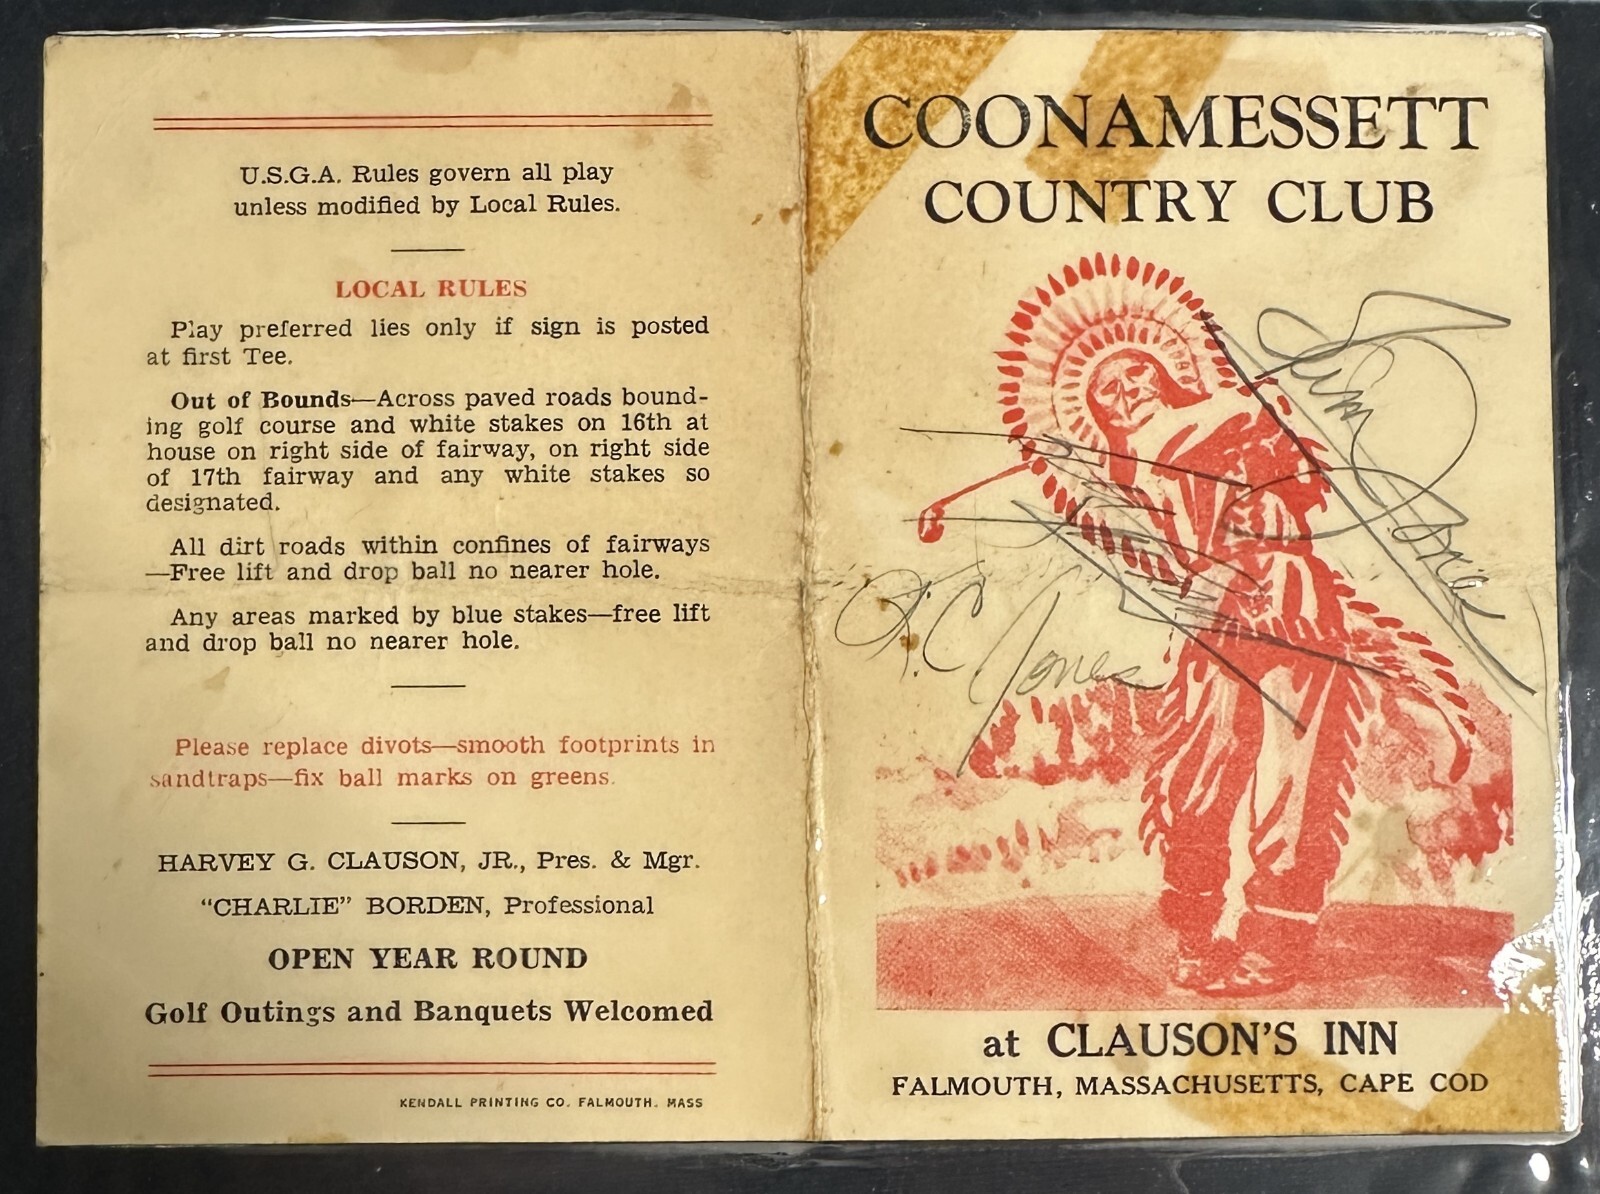 U.S.G.A. Rules govern all play
unless modified by Local Rules.
LOCAL RULES
Play preferred lies only if sign is posted
at first Tee.
Out of Bounds—Across paved roads bound-
ing golf course and white stakes on 16th at
house on right side of fairway, on right side
of 17th fairway and any white stakes so
designated.
All dirt roads within confines of fairways
—Free lift and drop ball no nearer hole.
Any areas marked by blue stakes—free lift
and drop ball no nearer hole.
Please replace divots—smooth footprints in
sandtraps—fix ball marks on greens.
HARVEY G. CLAUSON, JR., Pres. & Mgr.
"CHARLIE" BORDEN, Professional
OPEN YEAR ROUND
Golf Outings and Banquets Welcomed
KENDALL PRINTING CO. FALMOUTH. MASS
COONAMESSETT
COUNTRY CLUB
Jones
C Jones
at CLAUSON'S INN
FALMOUTH, MASSACHUSETTS, CAPE COD